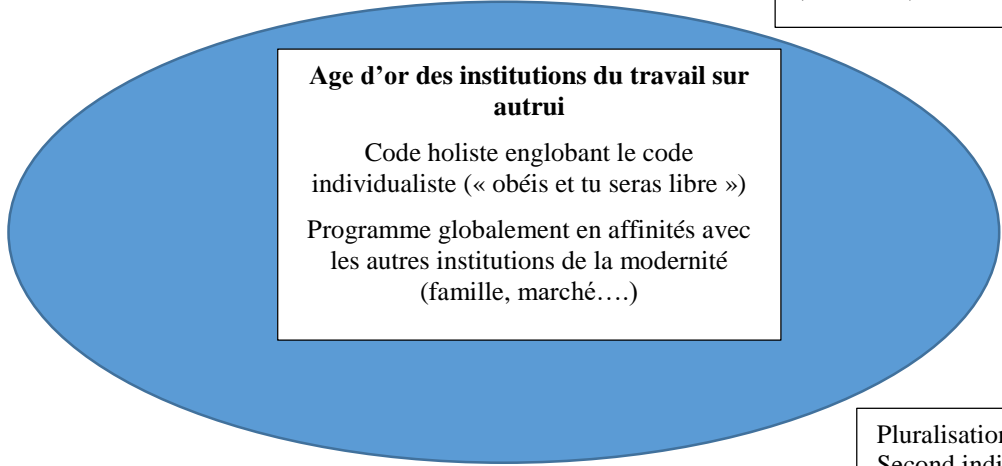 Age d’or des institutions du travail sur
autrui
Code holiste englobant le code
individualiste (« obéis et tu seras libre »)
Programme globalement en affinités avec
les autres institutions de la modernité
(famille, marché….)
Pluralisation
Second indi